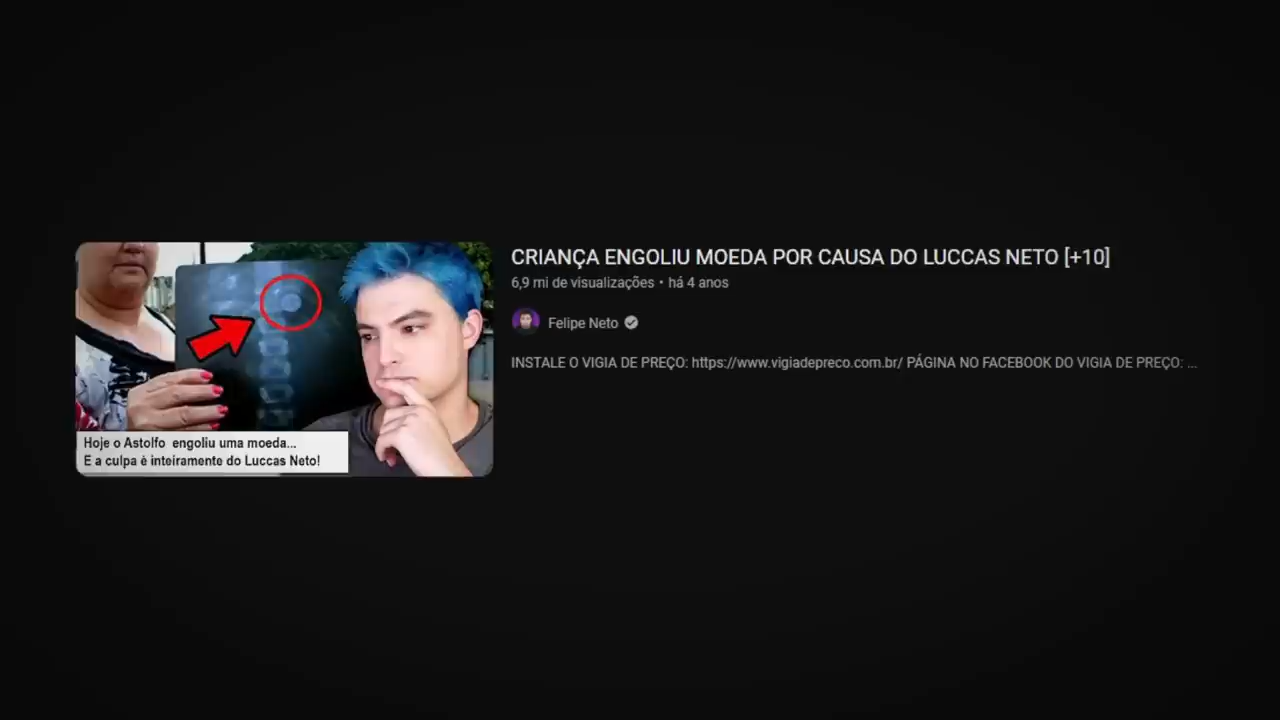 CRIANÇA ENGOLIU MOEDA POR CAUSA DO LUCCAS NETO [+10]
6,9 mi de visualizações • há 4 anos
Felipe Neto
INSTALE O VIGIA DE PREÇO: https://www.vigiadepreco.com.br/ PÁGINA NO FACEBOOK DO VIGIA DE PREÇO: ...
Hoje o Astolfo engoliu uma moeda...
E a culpa é inteiramente do Luccas Neto!